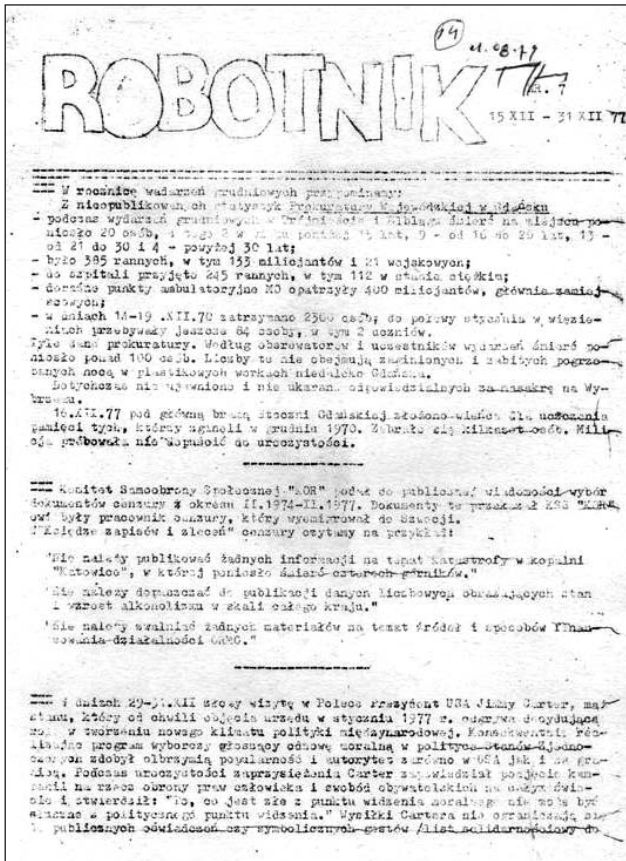 14
21.08.79
ROBOTNIK
NR. 7
15 XII - 31 XII 77
=== W rocznicę wydarzeń grudniowych przypominamy:
Z nieopublikowanych statystyk Prokuratury Wojewódzkiej w Gdańsku
- podczas wydarzeń grudniowych w Trójmieście i Elblągu śmierć na miejscu po-
niosło 20 osób, z tego 2 w wieku poniżej lat, 9 - od 16 do 20 lat, 13 -
od 21 do 30 i 4 - powyżej 30 lat;
- było 385 rannych, w tym 133 milicjantów i 21 wojskowych;
- do szpitali przyjęto 245 rannych, w tym 112 w stanie ciężkim;
- doraźne punkty ambulatoryjne MO opatrzyły 400 milicjantów, głównie zamiej-
scowych;
- w dniach 14-19 .XII.70 zatrzymano 2300 osób; do połowy stycznia w więzie-
niach przebywały jeszcze 64 osoby, w tym 2 uczniów.
Tyle dane prokuratury. Według obserwatorów i uczestników wydarzeń śmierć po-
niosło ponad 100 osób. Liczby te nie obejmują zaginionych i zabitych pogrze-
banych nocą w plastikowych workach niedaleko Gdańska.
Dotychczas nie ujawniono i nie ukarano odpowiedzialnych za masakrę na Wy-
brzeżu.
16.XII.77 pod główną bramą Stoczni Gdańskiej złożono wieńce dla uczczenia
pamięci tych, którzy zginęli w grudniu 1970. Zebrało się kilkaset osób. Mili-
cja próbowała nie dopuścić do uroczystości.
=== Komitet Samoobrony Społecznej "KOR" podał do publicznej wiadomości wybór
dokumentów cenzury z okresu II.1974-II.1977. Dokumenty te przekazał KSS "KOR"
owi były pracownik cenzury, który wyemigrował do Szwecji.
W "Księdze zapisów i zleceń" cenzury czytamy na przykład:
"Nie należy publikować żadnych informacji na temat katastrofy w kopalni
"Katowice", w której poniosło śmierć czterech górników."
"Nie należy dopuszczać do publikacji danych liczbowych obrazujących stan
i wzrost alkoholizmu w skali całego kraju."
"Nie należy zwalniać żadnych materiałów na temat źródeł i sposobów finan-
sowania działalności ORMO."
=== W dniach 29-31.XII złoży wizytę w Polsce Prezydent USA Jimmy Carter, mąż
stanu, który od chwili objęcia urzędu w styczniu 1977 r. odgrywa decydującą
rolę w tworzeniu nowego klimatu polityki międzynarodowej. Konsekwentnie rea-
lizując program wyborczy głoszący odnowę moralną w polityce Stanów Zjedno-
czonych zdobył olbrzymią popularność i autorytet zarówno w USA jak i za gra-
nicą. Podczas uroczystości zaprzysiężenia Carter zapowiedział podjęcie kam-
panii na rzecz obrony praw człowieka i swobód obywatelskich na całym świe-
cie i stwierdził: "To, co jest złe z punktu widzenia moralnego nie może być
słuszne z politycznego punktu widzenia." Wysiłki Cartera nie ograniczają się
do publicznych oświadczeń czy symbolicznych gestów /list solidarnościowy do